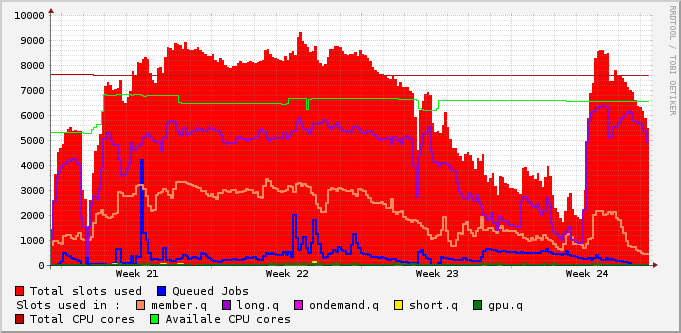 RRDTOOL / TOBI OETIKER
10000
9000
8000
7000
6000
5000
4000
3000
2000
1000
0
Week 21 Week 22 Week 23 Week 24
Total slots used Queued Jobs
Slots used in : member.q long.q ondemand.q short.q gpu.q
Total CPU cores Availale CPU cores